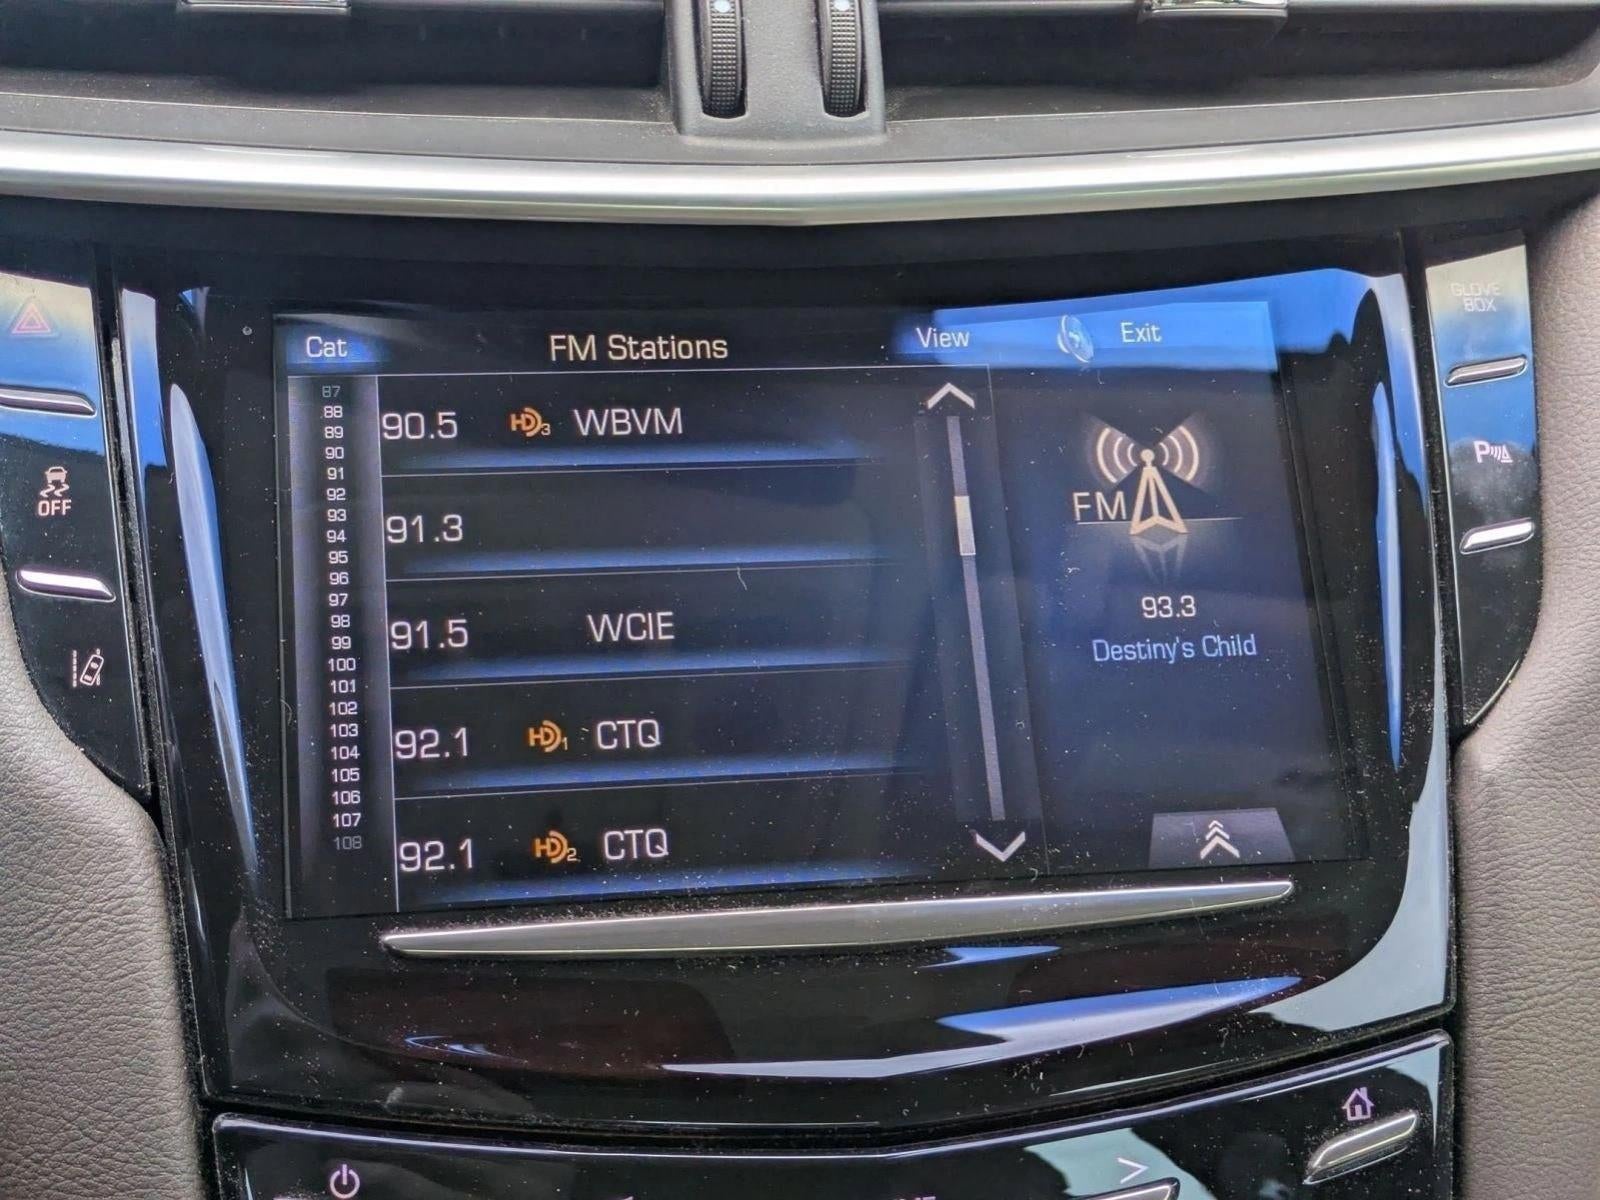 Cat FM Stations View Exit
87
88
89
90
91
92
93
94
95
96
97
98
99
100
101
102
103
104
105
106
107
108
90.5 HD3 WBVM
91.3
91.5 WCIE
92.1 HD1 CTQ
92.1 HD2 CTQ
FM
93.3
Destiny's Child
OFF
GLOVE
BOX
P